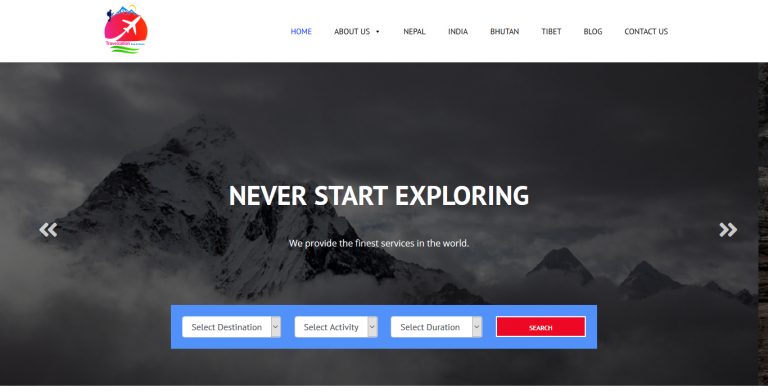 HOME
ABOUT US
NEPAL
INDIA
BHUTAN
TIBET
BLOG
CONTACT US
NEVER START EXPLORING
We provide the finest services in the world.
Select Destination
Select Activity
Select Duration
SEARCH